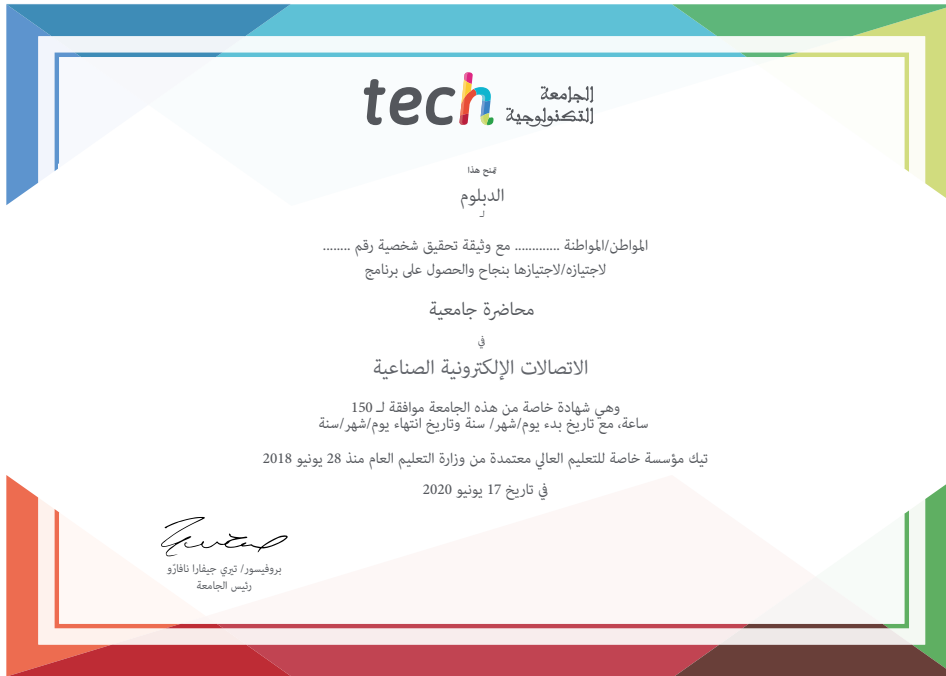 tech الجامعة
التكنولوجية
تمنح هذا
الدبلوم
لـ
المواطن/المواطنة ............. مع وثيقة تحقيق شخصية رقم ........
لاجتيازه/لاجتيازها بنجاح والحصول على برنامج
محاضرة جامعية
في
الاتصالات الإلكترونية الصناعية
وهي شهادة خاصة من هذه الجامعة موافقة لـ 150
ساعة، مع تاريخ بدء يوم/شهر/ سنة وتاريخ انتهاء يوم/شهر/سنة
تيك مؤسسة خاصة للتعليم العالي معتمدة من وزارة التعليم العام منذ 28 يونيو 2018
في تاريخ 17 يونيو 2020
بروفيسور/ تيري جيفارا نافارّو
رئيس الجامعة